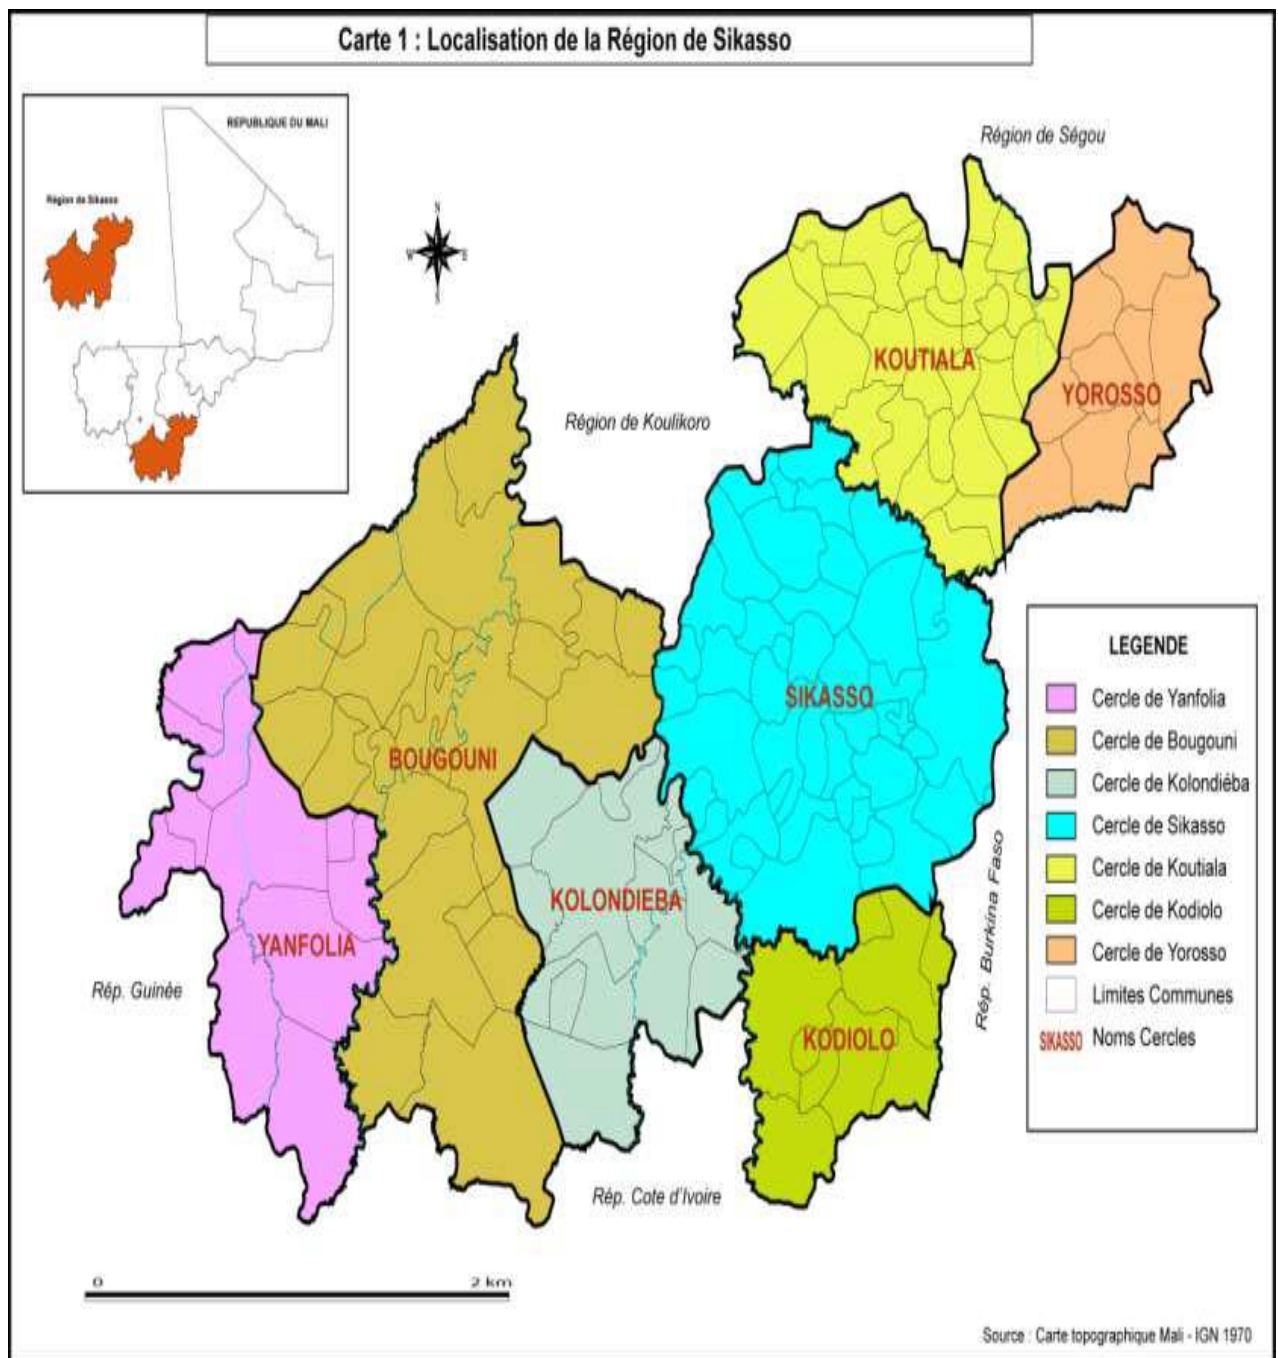 Carte 1 : Localisation de la Région de Sikasso
REPUBLIQUE DU MALI
Région de Sikasso
N
W
E
S
Région de Ségou
Région de Koulikoro
KOUTIALA
YOROSSO
SIKASSO
BOUGOUNI
KOLONDIEBA
YANFOLIA
KODIOLO
Rép. Guinée
Rép. Burkina Faso
Rép. Cote d'Ivoire
LEGENDE
Cercle de Yanfolia
Cercle de Bougouni
Cercle de Kolondiéba
Cercle de Sikasso
Cercle de Koutiala
Cercle de Kodiolo
Cercle de Yorosso
Limites Communes
SIKASSO Noms Cercles
0 2 km
Source : Carte topographique Mali - IGN 1970